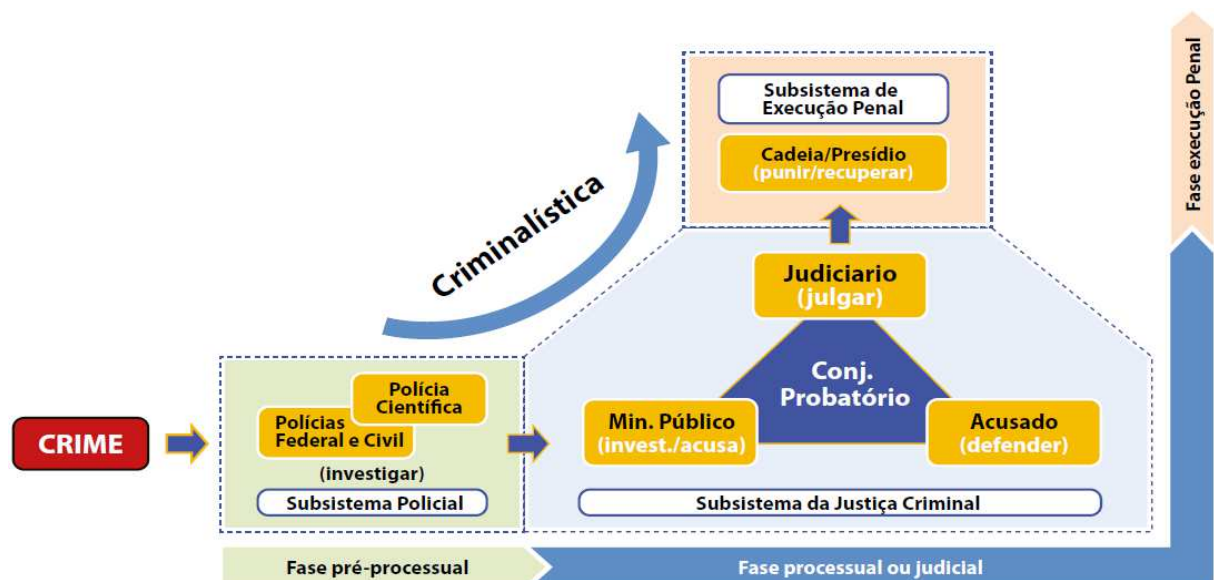 CRIME
Polícia
Científica
Polícias
Federal e Civil
(investigar)
Subsistema Policial
Fase pré-processual
Criminalística
Subsistema de
Execução Penal
Cadeia/Presídio
(punir/recuperar)
Judiciario
(julgar)
Conj.
Probatório
Min. Público
(invest./acusa)
Acusado
(defender)
Subsistema da Justiça Criminal
Fase processual ou judicial
Fase execução Penal